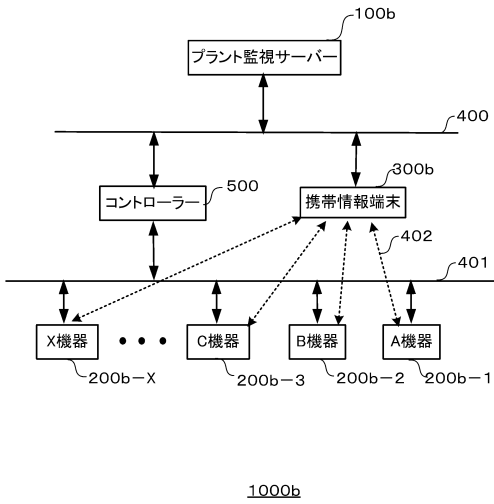 100b
プラント監視サーバー
400
300b
500
コントローラー
携帯情報端末
402
401
X機器
C機器
B機器
A機器
200b-X
200b-3
200b-2
200b-1
1000b